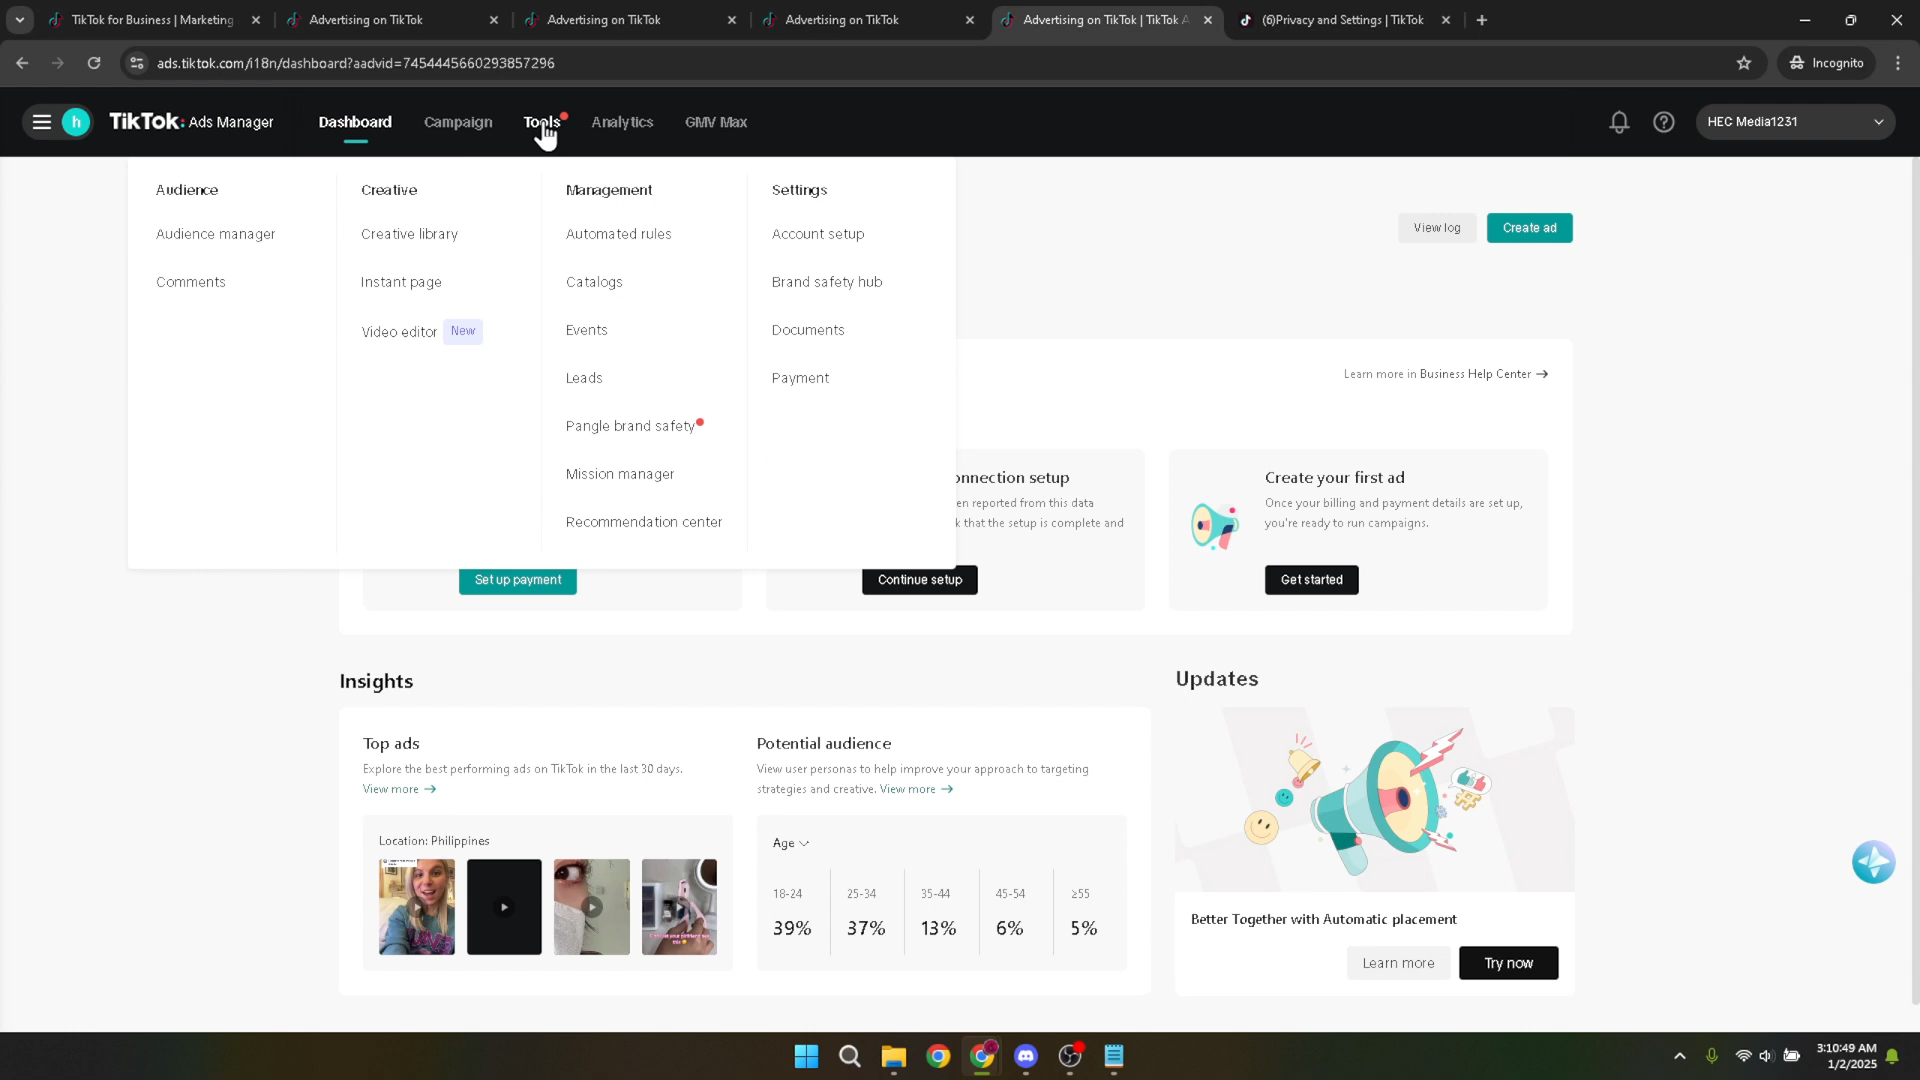 TikTok for Business | Marketing
Advertising on TikTok
Advertising on TikTok
Advertising on TikTok
Advertising on TikTok | TikTok A
(6)Privacy and Settings | TikTok
ads.tiktok.com/i18n/dashboard?aadvid=7454445660293857296
Incognito
h
TikTok: Ads Manager
Dashboard
Campaign
Tools
Analytics
GMV Max
HEC Media1231
Audience
Audience manager
Comments
Creative
Creative library
Instant page
Video editor New
Management
Automated rules
Catalogs
Events
Leads
Pangle brand safety
Mission manager
Recommendation center
Settings
Account setup
Brand safety hub
Documents
Payment
View log
Create ad
Learn more in Business Help Center →
Set up payment
onnection setup
en reported from this data
k that the setup is complete and
Continue setup
Create your first ad
Once your billing and payment details are set up,
you're ready to run campaigns.
Get started
Insights
Top ads
Explore the best performing ads on TikTok in the last 30 days.
View more →
Location: Philippines
Potential audience
View user personas to help improve your approach to targeting
strategies and creative. View more →
Age
18-24 25-34 35-44 45-54 ≥55
39% 37% 13% 6% 5%
Updates
Better Together with Automatic placement
Learn more
Try now
3:10:49 AM
1/2/2025